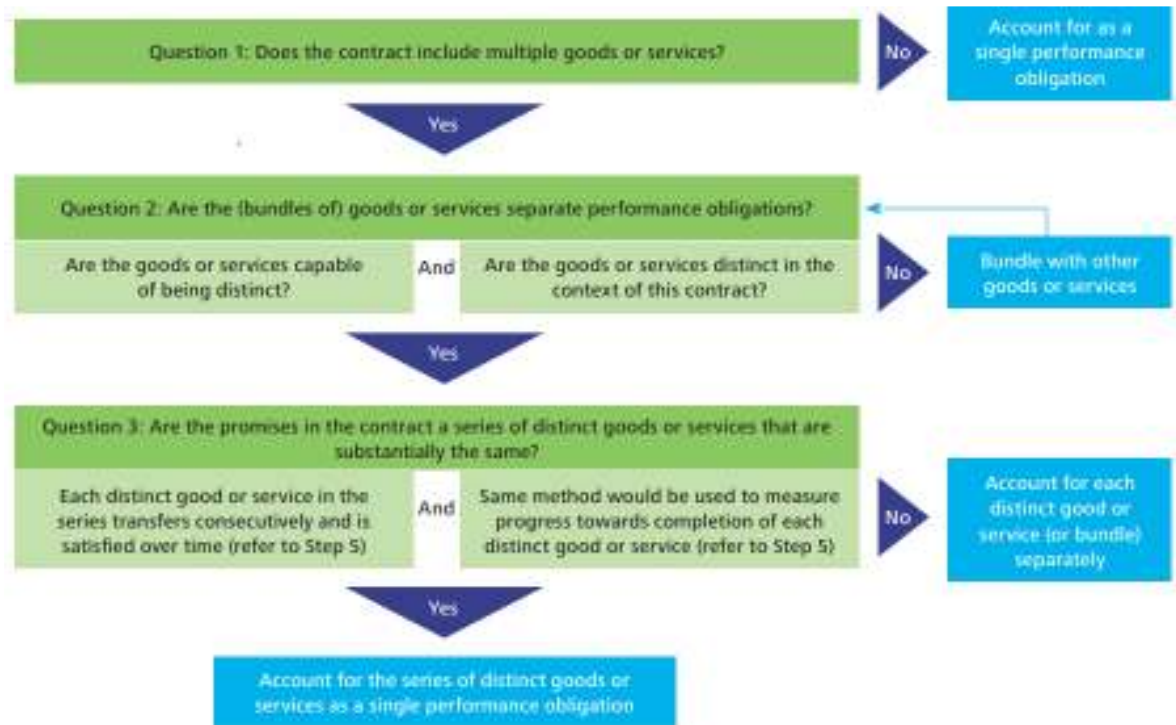 Question 1: Does the contract include multiple goods or services?
No
Account for as a
single performance
obligation
Yes
Question 2: Are the (bundles of) goods or services separate performance obligations?
Are the goods or services capable
of being distinct?
And
Are the goods or services distinct in the
context of this contract?
No
Bundle with other
goods or services
Yes
Question 3: Are the promises in the contract a series of distinct goods or services that are
substantially the same?
Each distinct good or service in the
series transfers consecutively and is
satisfied over time (refer to Step 5)
And
Same method would be used to measure
progress towards completion of each
distinct good or service (refer to Step 5)
No
Account for each
distinct good or
service (or bundle)
separately
Yes
Account for the series of distinct goods or
services as a single performance obligation